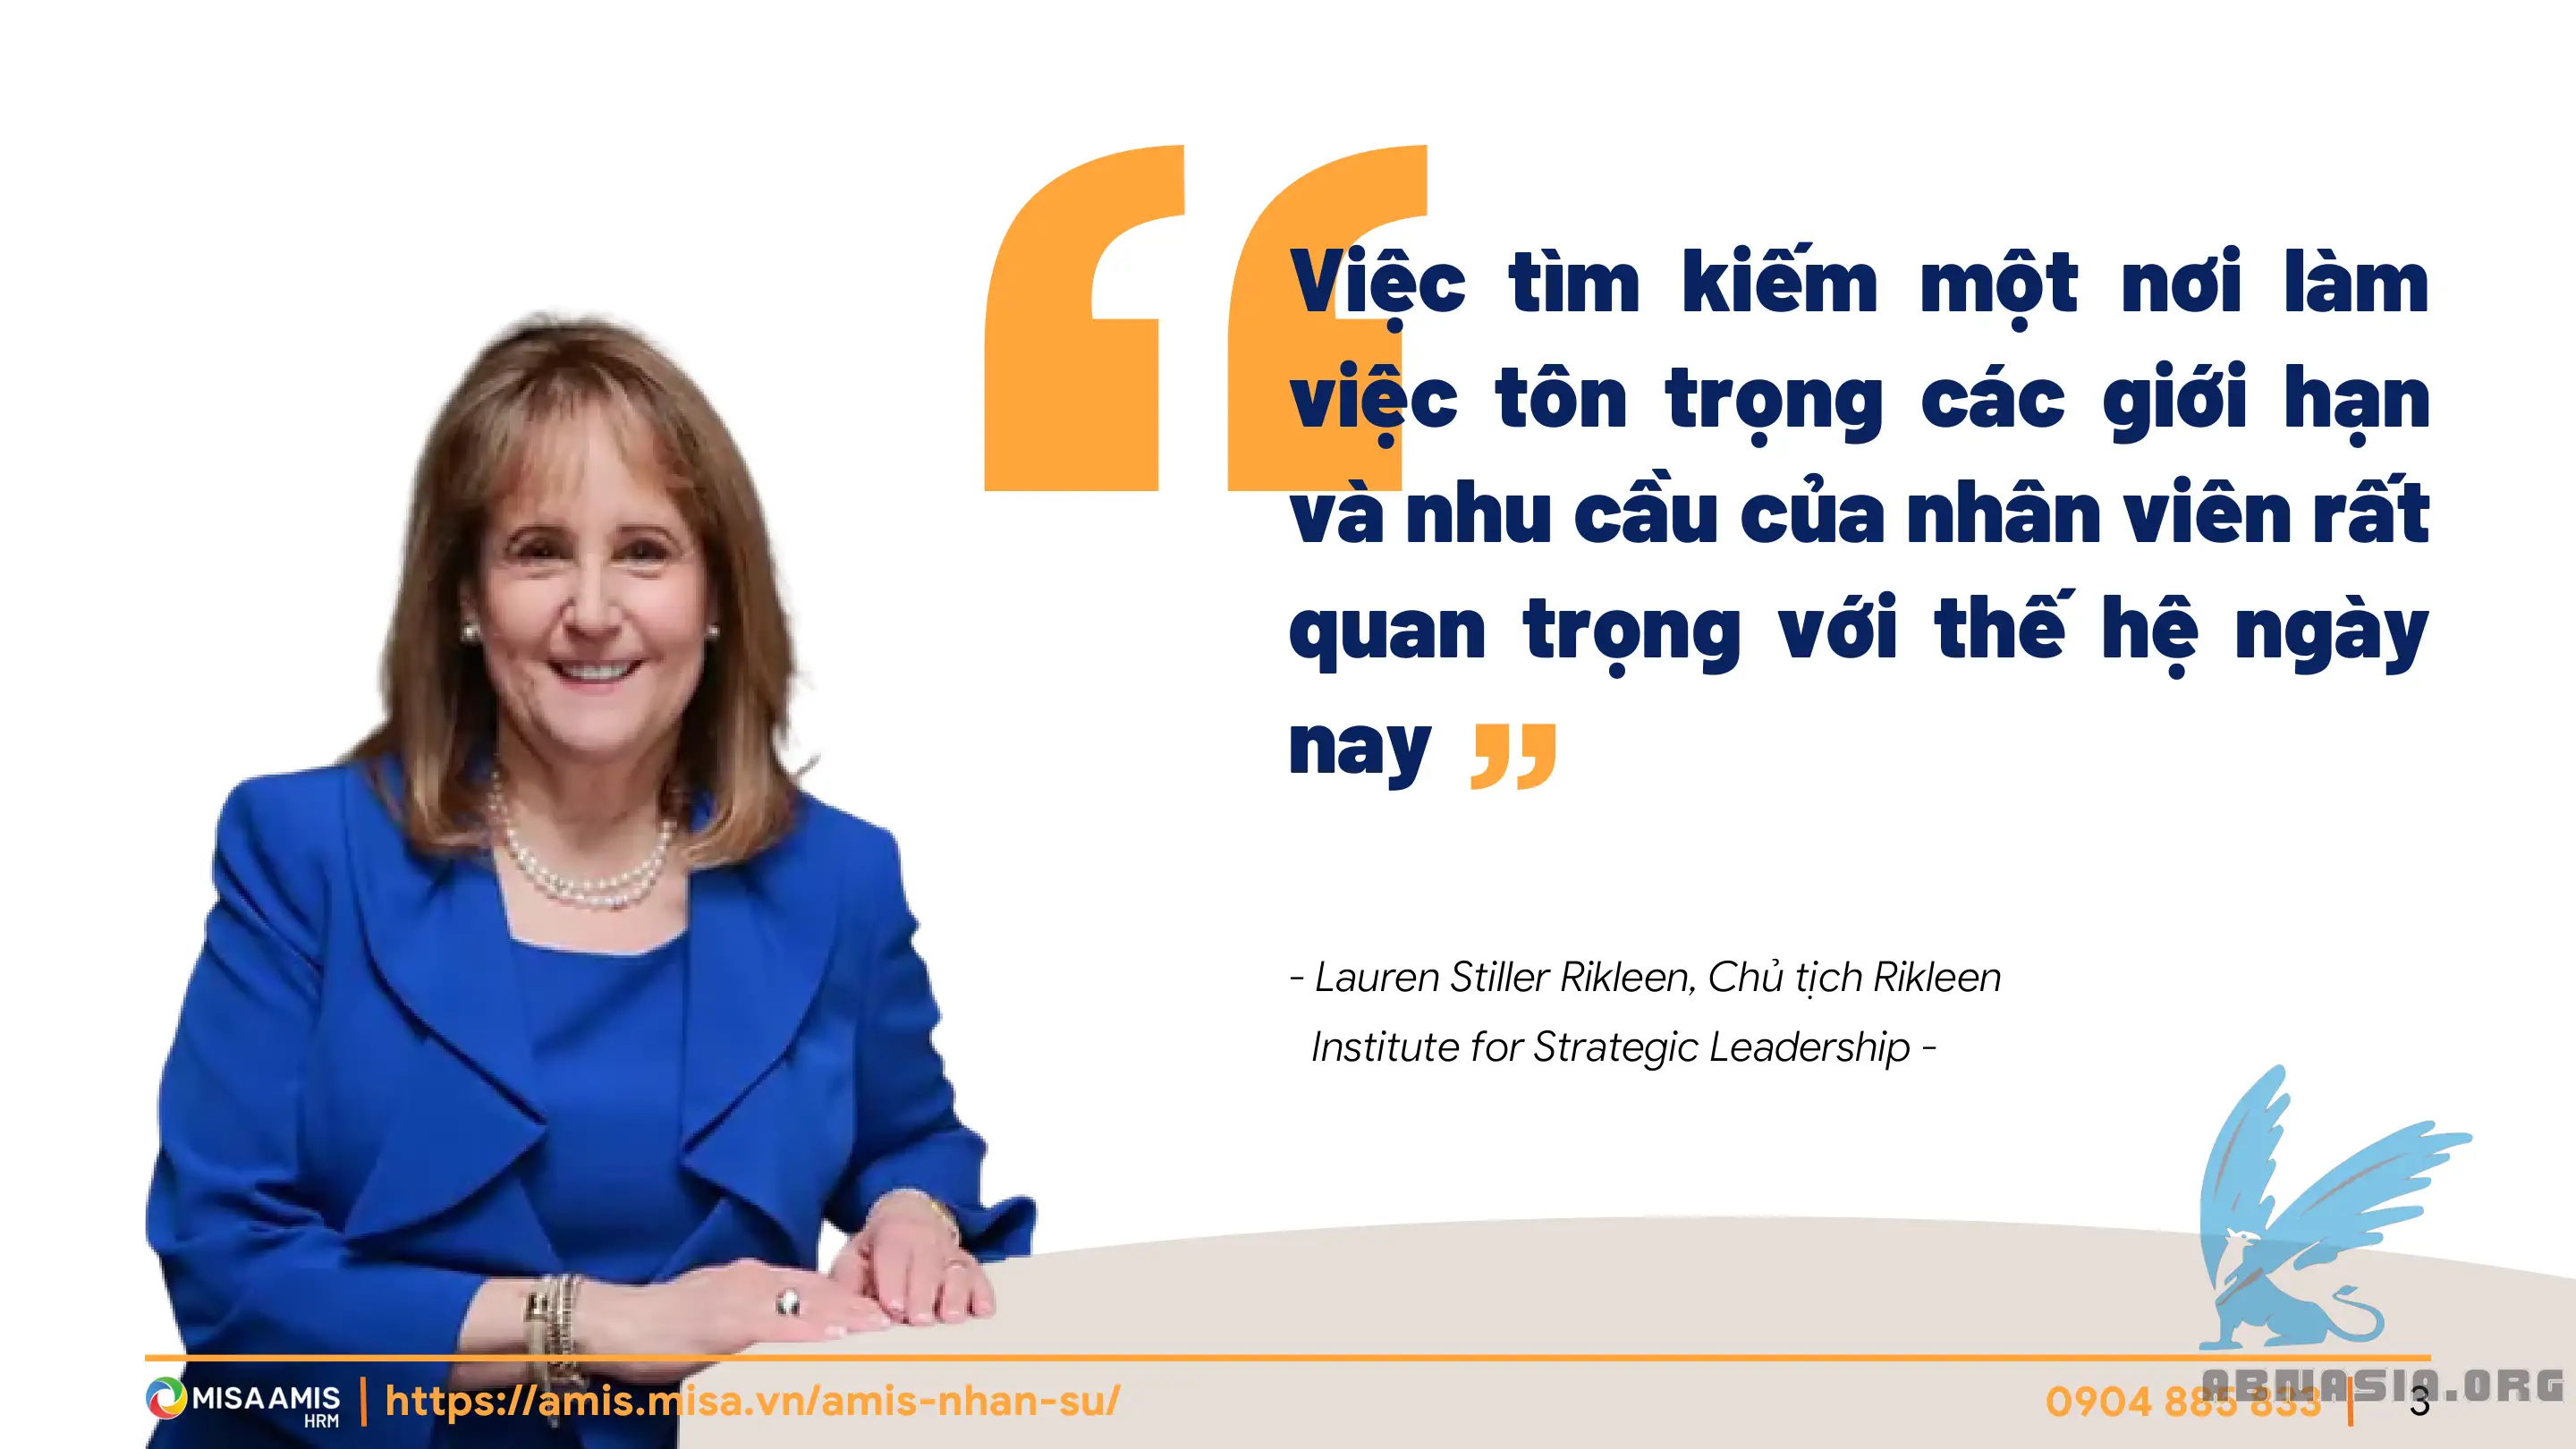 Việc tìm kiếm một nơi làm
việc tôn trọng các giới hạn
và nhu cầu của nhân viên rất
quan trọng với thế hệ ngày
nay ”
- Lauren Stiller Rikleen, Chủ tịch Rikleen
Institute for Strategic Leadership -
MISA AMIS
HRM
| https://amis.misa.vn/amis-nhan-su/
0904 885 833 | 3
ABNASIA.ORG